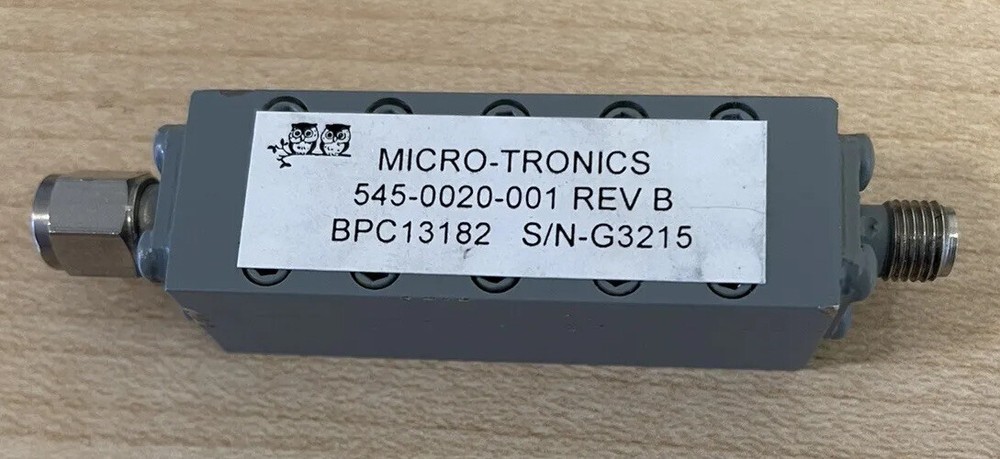 MICRO-TRONICS
545-0020-001 REV B
BPC13182 S/N-G3215